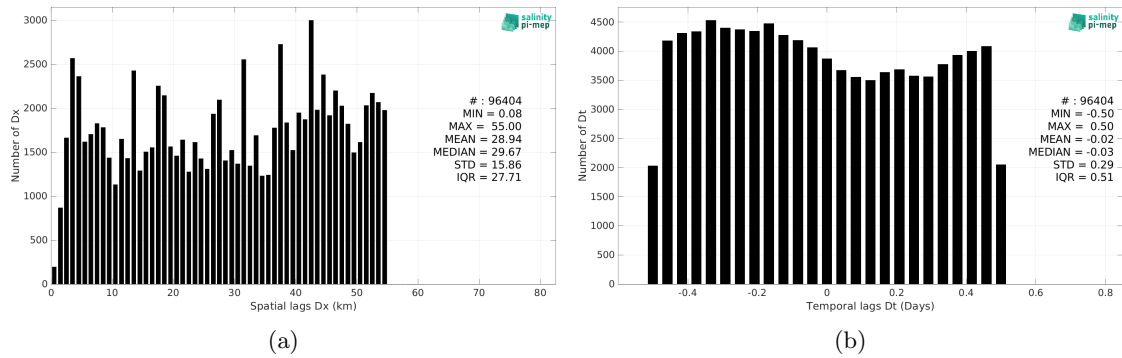 salinity
pi-mep
3000
2500
2000
1500
1000
500
0
Number of Dx
# : 96404
MIN = 0.08
MAX = 55.00
MEAN = 28.94
MEDIAN = 29.67
STD = 15.86
IQR = 27.71
0 10 20 30 40 50 60 70 80
Spatial lags Dx (km)
(a)
salinity
pi-mep
4500
4000
3500
3000
2500
2000
1500
1000
500
0
Number of Dt
# : 96404
MIN = -0.50
MAX = 0.50
MEAN = -0.02
MEDIAN = -0.03
STD = 0.29
IQR = 0.51
-0.4 -0.2 0 0.2 0.4 0.6 0.8
Temporal lags Dt (Days)
(b)